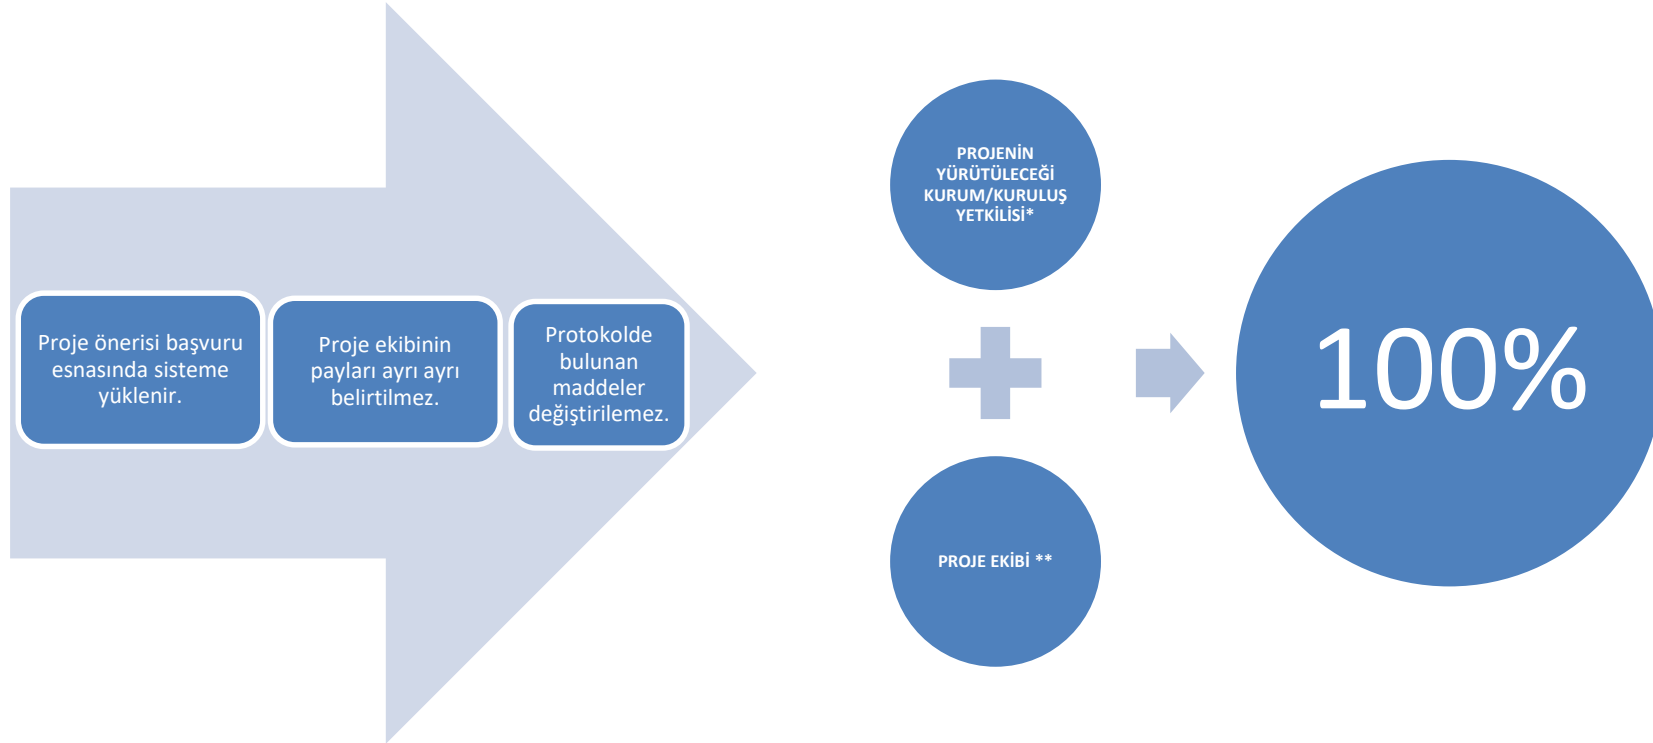 Proje önerisi başvuru
esnasında sisteme
yüklenir.
Proje ekibinin
payları ayrı ayrı
belirtilmez.
Protokolde
bulunan
maddeler
değiştirilemez.
PROJENİN
YÜRÜTÜLECEĞİ
KURUM/KURULUŞ
YETKİLİSİ*
PROJE EKİBİ **
100%